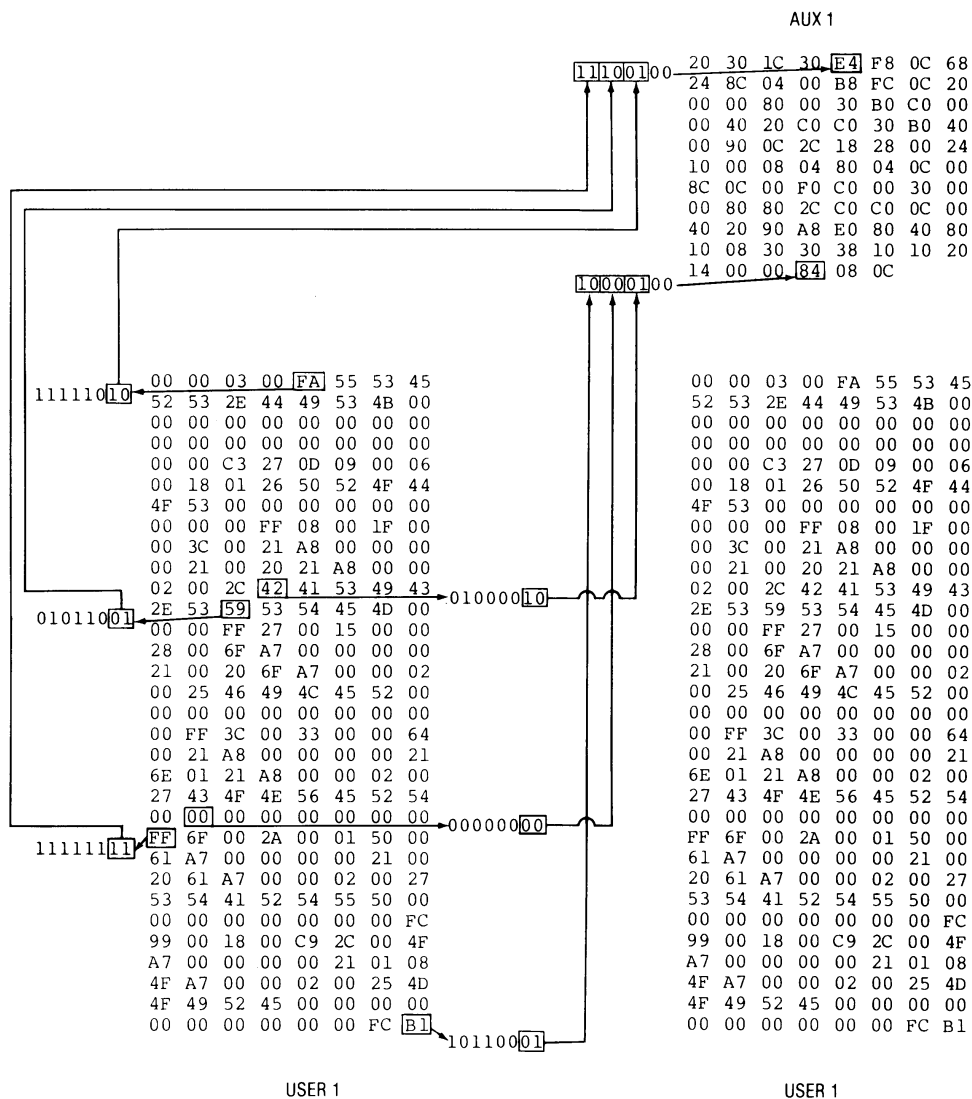 AUX 1
11100100
20 30 1C 30 E4 F8 0C 68
24 8C 04 00 B8 FC 0C 20
00 00 80 00 30 B0 C0 00
00 40 20 C0 C0 30 B0 40
00 90 0C 2C 18 28 00 24
10 00 08 04 80 04 0C 00
8C 0C 00 F0 C0 00 30 00
00 80 80 2C C0 C0 0C 00
40 20 90 A8 E0 80 40 80
10 08 30 30 38 10 10 20
14 00 00 84 08 0C
10000100
11111010
01011001
11111111
00 00 03 00 FA 55 53 45
52 53 2E 44 49 53 4B 00
00 00 00 00 00 00 00 00
00 00 00 00 00 00 00 00
00 00 C3 27 0D 09 00 06
00 18 01 26 50 52 4F 44
4F 53 00 00 00 00 00 00
00 00 00 FF 08 00 1F 00
00 3C 00 21 A8 00 00 00
00 21 00 20 21 A8 00 00
02 00 2C 42 41 53 49 43
2E 53 59 53 54 45 4D 00
00 00 FF 27 00 15 00 00
28 00 6F A7 00 00 00 00
21 00 20 6F A7 00 00 02
00 25 46 49 4C 45 52 00
00 00 00 00 00 00 00 00
00 FF 3C 00 33 00 00 64
00 21 A8 00 00 00 00 21
6E 01 21 A8 00 00 02 00
27 43 4F 4E 56 45 52 54
00 00 00 00 00 00 00 00
FF 6F 00 2A 00 01 50 00
61 A7 00 00 00 00 21 00
20 61 A7 00 00 02 00 27
53 54 41 52 54 55 50 00
00 00 00 00 00 00 00 FC
99 00 18 00 C9 2C 00 4F
A7 00 00 00 00 21 01 08
4F A7 00 00 02 00 25 4D
4F 49 52 45 00 00 00 00
00 00 00 00 00 00 FC B1
01000010
00000000
10110001
USER 1
00 00 03 00 FA 55 53 45
52 53 2E 44 49 53 4B 00
00 00 00 00 00 00 00 00
00 00 00 00 00 00 00 00
00 00 C3 27 0D 09 00 06
00 18 01 26 50 52 4F 44
4F 53 00 00 00 00 00 00
00 00 00 FF 08 00 1F 00
00 3C 00 21 A8 00 00 00
00 21 00 20 21 A8 00 00
02 00 2C 42 41 53 49 43
2E 53 59 53 54 45 4D 00
00 00 FF 27 00 15 00 00
28 00 6F A7 00 00 00 00
21 00 20 6F A7 00 00 02
00 25 46 49 4C 45 52 00
00 00 00 00 00 00 00 00
00 FF 3C 00 33 00 00 64
00 21 A8 00 00 00 00 21
6E 01 21 A8 00 00 02 00
27 43 4F 4E 56 45 52 54
00 00 00 00 00 00 00 00
FF 6F 00 2A 00 01 50 00
61 A7 00 00 00 00 21 00
20 61 A7 00 00 02 00 27
53 54 41 52 54 55 50 00
00 00 00 00 00 00 00 FC
99 00 18 00 C9 2C 00 4F
A7 00 00 00 00 21 01 08
4F A7 00 00 02 00 25 4D
4F 49 52 45 00 00 00 00
00 00 00 00 00 00 FC B1
USER 1